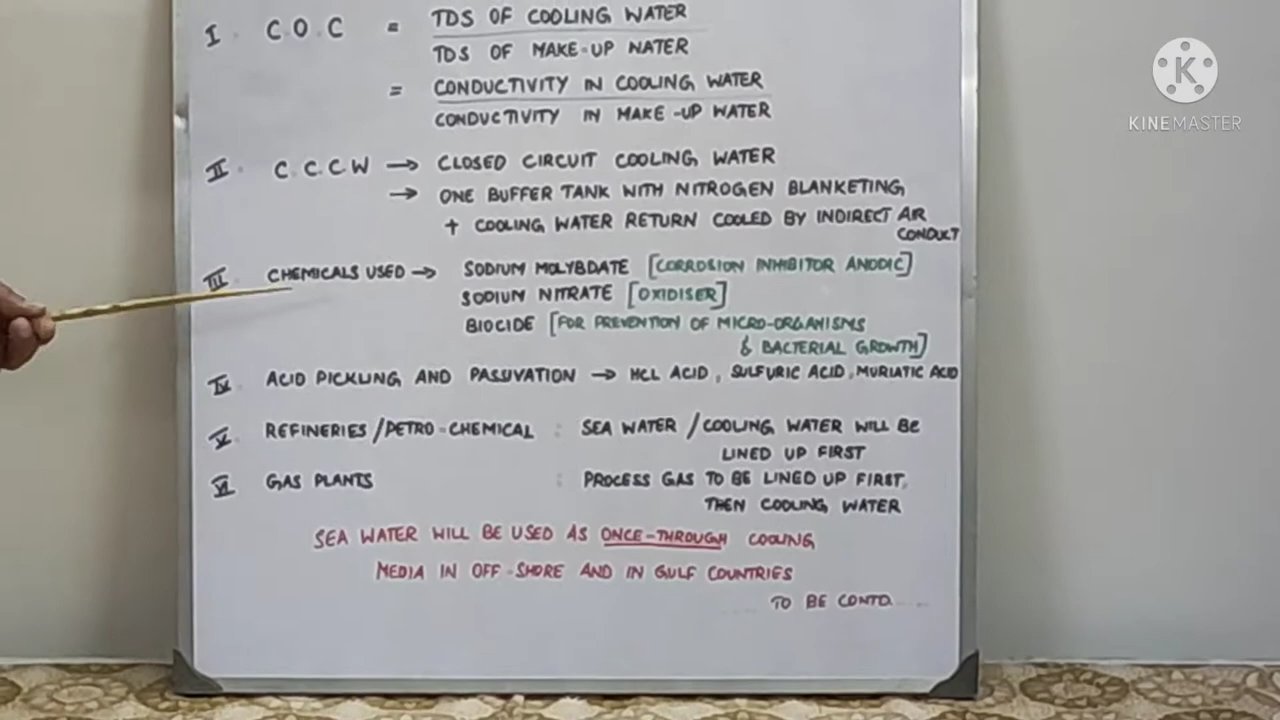 I. C.O.C = TDS OF COOLING WATER
TDS OF MAKE-UP WATER
= CONDUCTIVITY IN COOLING WATER
CONDUCTIVITY IN MAKE-UP WATER
II. C.C.C.W → CLOSED CIRCUIT COOLING WATER
→ ONE BUFFER TANK WITH NITROGEN BLANKETING
+ COOLING WATER RETURN COOLED BY INDIRECT AIR
CONDUCT
III. CHEMICALS USED → SODIUM MOLYBDATE [CORROSION INHIBITOR ANODIC]
SODIUM NITRATE [OXIDISER]
BIOCIDE [FOR PREVENTION OF MICRO-ORGANISMS
& BACTERIAL GROWTH]
IV. ACID PICKLING AND PASSIVATION → HCL ACID, SULFURIC ACID, MURIATIC ACID
V. REFINERIES/PETRO-CHEMICAL : SEA WATER/COOLING WATER WILL BE
LINED UP FIRST
VI GAS PLANTS : PROCESS GAS TO BE LINED UP FIRST,
THEN COOLING WATER
SEA WATER WILL BE USED AS ONCE-THROUGH COOLING
MEDIA IN OFF-SHORE AND IN GULF COUNTRIES
TO BE CONTD.....
K
KINEMASTER